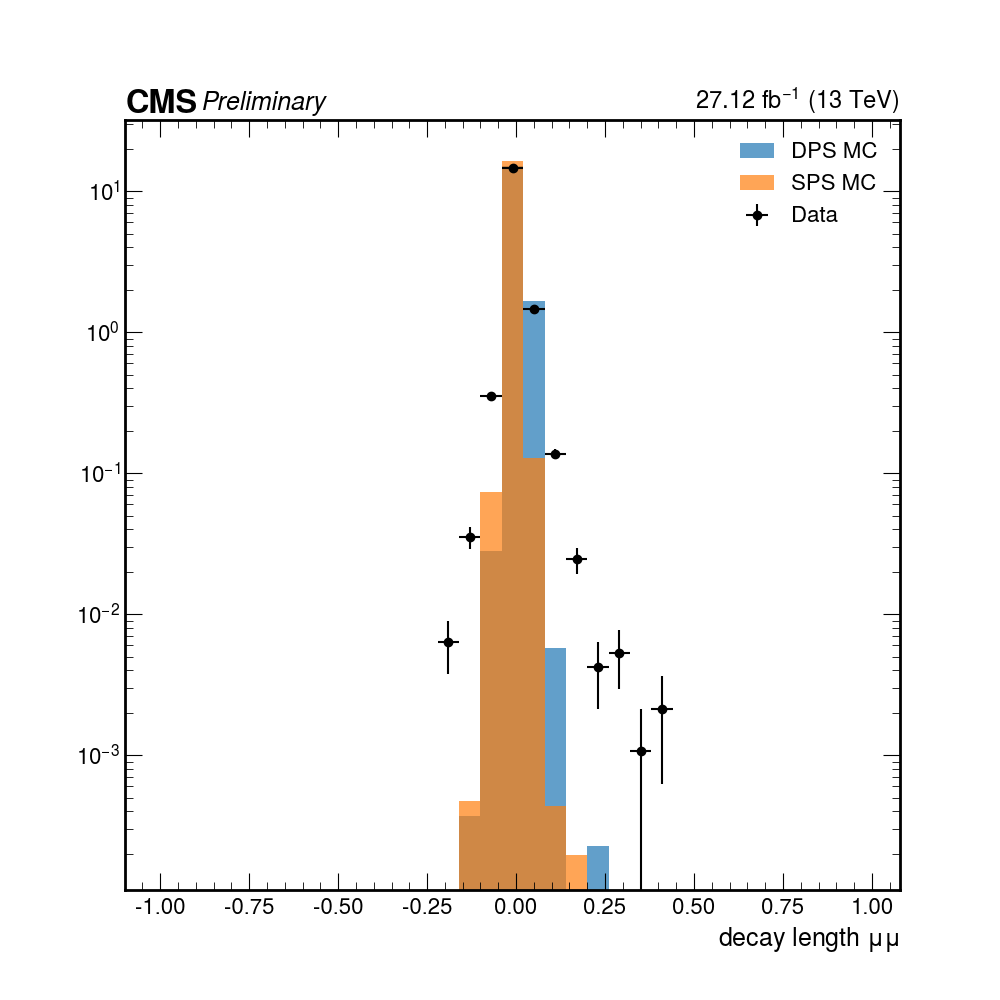 CMS Preliminary
27.12 fb⁻¹ (13 TeV)
DPS MC
SPS MC
Data
10¹
10⁰
10⁻¹
10⁻²
10⁻³
-1.00 -0.75 -0.50 -0.25 0.00 0.25 0.50 0.75 1.00
decay length µµ